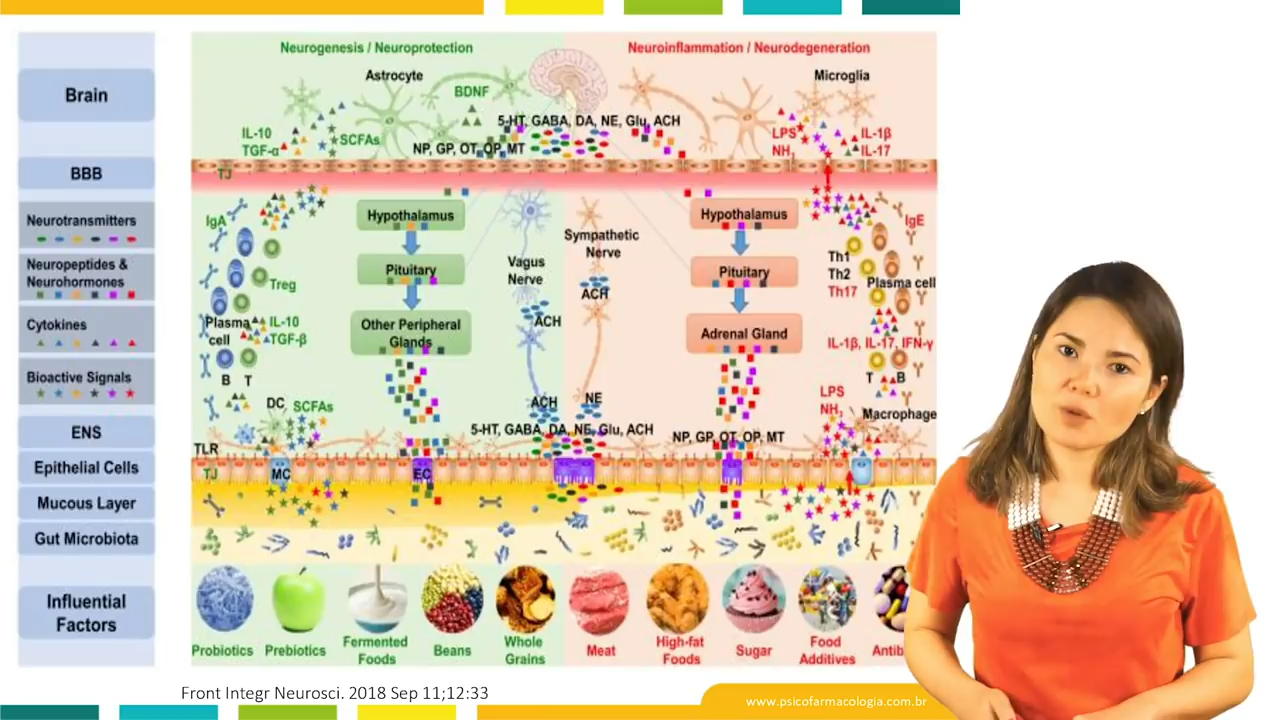 Neurogenesis / Neuroprotection
Neuroinflammation / Neurodegeneration
Brain
Astrocyte
BDNF
Microglia
5-HT, GABA, DA, NE, Glu, ACH
IL-10
TGF-α
SCFAs
NP, GP, OT, OP, MT
LPS
NH3
IL-1β
IL-17
BBB
TJ
Neurotransmitters
IgA
Hypothalamus
Hypothalamus
IgE
Sympathetic
Nerve
Neuropeptides &
Neurohormones
Treg
Pituitary
Vagus
Nerve
ACH
Pituitary
Th1
Th2
Th17
Plasma cell
Cytokines
Plasma
cell
IL-10
TGF-β
Other Peripheral
Glands
ACH
Adrenal Gland
IL-1β, IL-17, IFN-γ
Bioactive Signals
B
T
T
B
DC
SCFAs
ACH
NE
LPS
NH3
Macrophage
ENS
TLR
5-HT, GABA, DA, NE, Glu, ACH
NP, GP, OT, OP, MT
Epithelial Cells
TJ
MC
EC
Mucous Layer
Gut Microbiota
Influential
Factors
Probiotics
Prebiotics
Fermented
Foods
Beans
Whole
Grains
Meat
High-fat
Foods
Sugar
Food
Additives
Antib
Front Integr Neurosci. 2018 Sep 11;12:33
www.psicofarmacologia.com.br